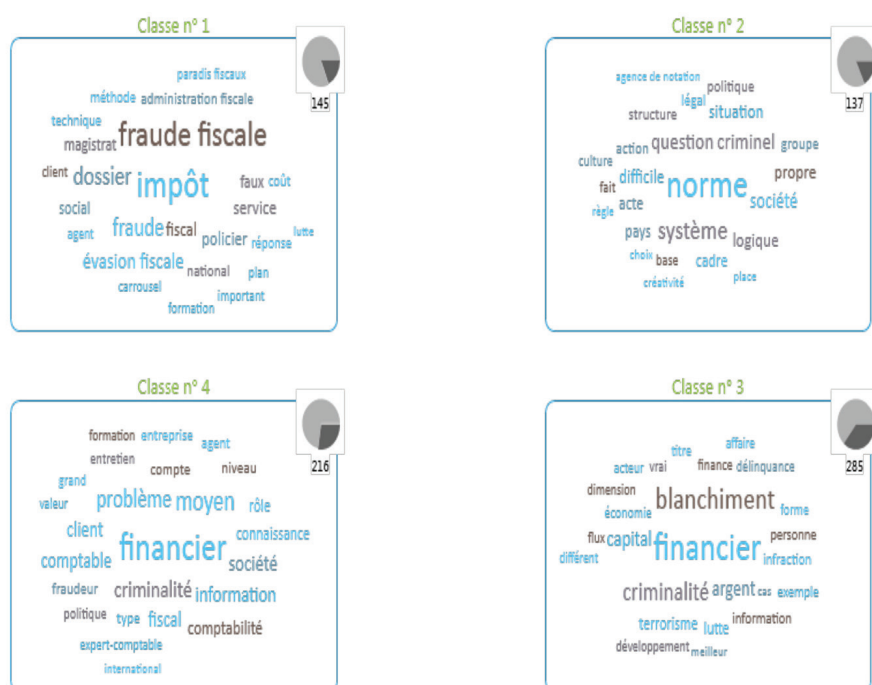 Classe n° 1
145
paradis fiscaux
méthode administration fiscale
technique
magistrat fraude fiscale
client dossier impôt faux coût
social service
agent fraude fiscal policier réponse lutte
évasion fiscale national plan
carrousel important
formation
Classe n° 2
137
agence de notation politique
légal
structure situation
action question criminel groupe
culture
fait difficile norme propre
règle acte société
pays système logique
choix base cadre
créativité place
Classe n° 4
216
formation entreprise agent
entretien compte niveau
grand
valeur problème moyen rôle
client connaissance
comptable financier société
fraudeur criminalité information
politique type fiscal comptabilité
expert-comptable
international
Classe n° 3
285
titre affaire
acteur vrai finance délinquance
dimension blanchiment
économie forme
flux capital financier personne
différent infraction
criminalité argent cas exemple
terrorisme lutte information
développement meilleur